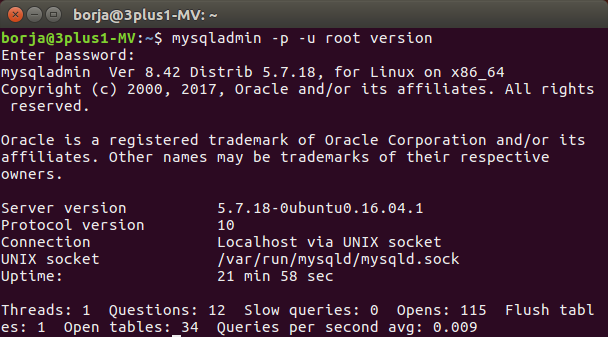 borja@3plus1-MV: ~
borja@3plus1-MV:~$ mysqladmin -p -u root version
Enter password:
mysqladmin  Ver 8.42 Distrib 5.7.18, for Linux on x86_64
Copyright (c) 2000, 2017, Oracle and/or its affiliates. All rights
 reserved.

Oracle is a registered trademark of Oracle Corporation and/or its
affiliates. Other names may be trademarks of their respective
owners.

Server version          5.7.18-0ubuntu0.16.04.1
Protocol version        10
Connection              Localhost via UNIX socket
UNIX socket             /var/run/mysqld/mysqld.sock
Uptime:                 21 min 58 sec

Threads: 1  Questions: 12  Slow queries: 0  Opens: 115  Flush tabl
es: 1  Open tables: 34  Queries per second avg: 0.009